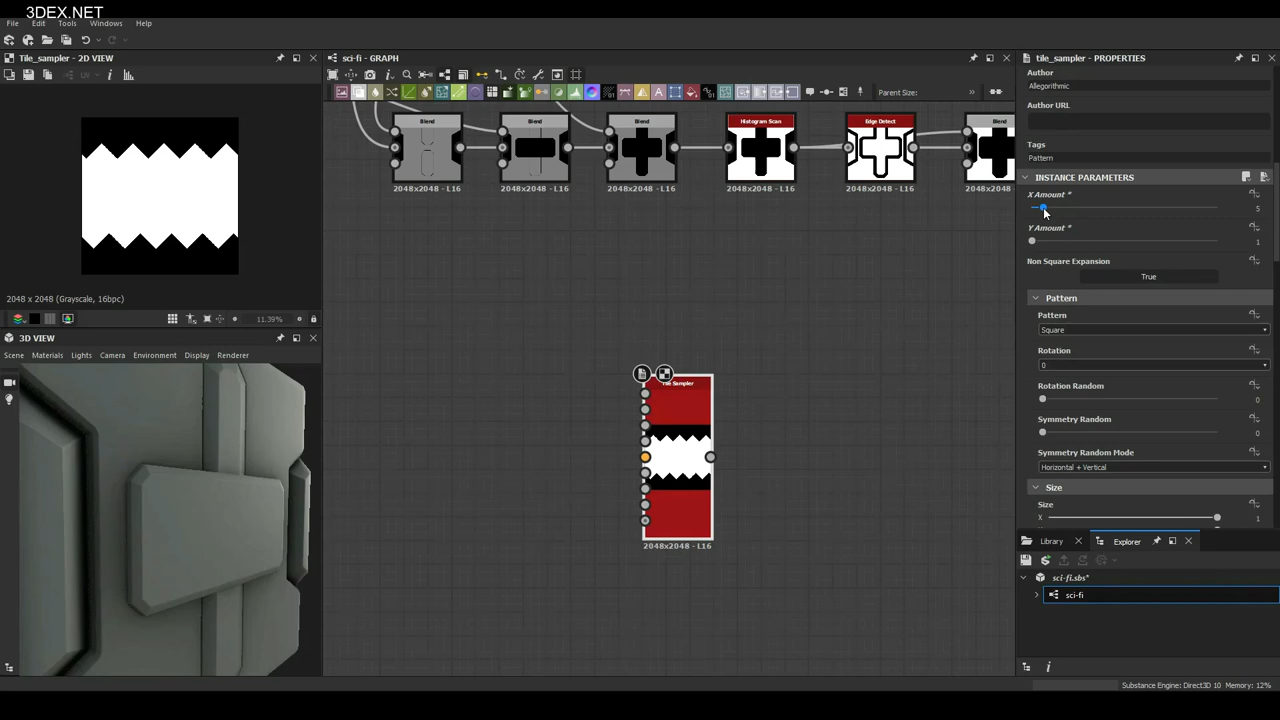 3DEX.NET
File Edit Tools Windows Help
Tile_sampler - 2D VIEW
sci-fi - GRAPH
tile_sampler - PROPERTIES
UV
Parent Size:
Author
Allegorithmic
Author URL
Tags
Pattern
INSTANCE PARAMETERS
X Amount *
5
Y Amount *
1
Non Square Expansion
True
Pattern
Pattern
Square
Rotation
0
Rotation Random
0
Symmetry Random
0
Symmetry Random Mode
Horizontal + Vertical
Size
Size
X 1
Blend Blend Blend Histogram Scan Edge Detect Blend
2048x2048 - L16 2048x2048 - L16 2048x2048 - L16 2048x2048 - L16 2048x2048 - L16 2048x20
2048 x 2048 (Grayscale, 16bpc)
11.39%
3D VIEW
Scene Materials Lights Camera Environment Display Renderer
Tile Sampler
2048x2048 - L16
Library Explorer
sci-fi.sbs*
sci-fi
Substance Engine: Direct3D 10 Memory: 12%